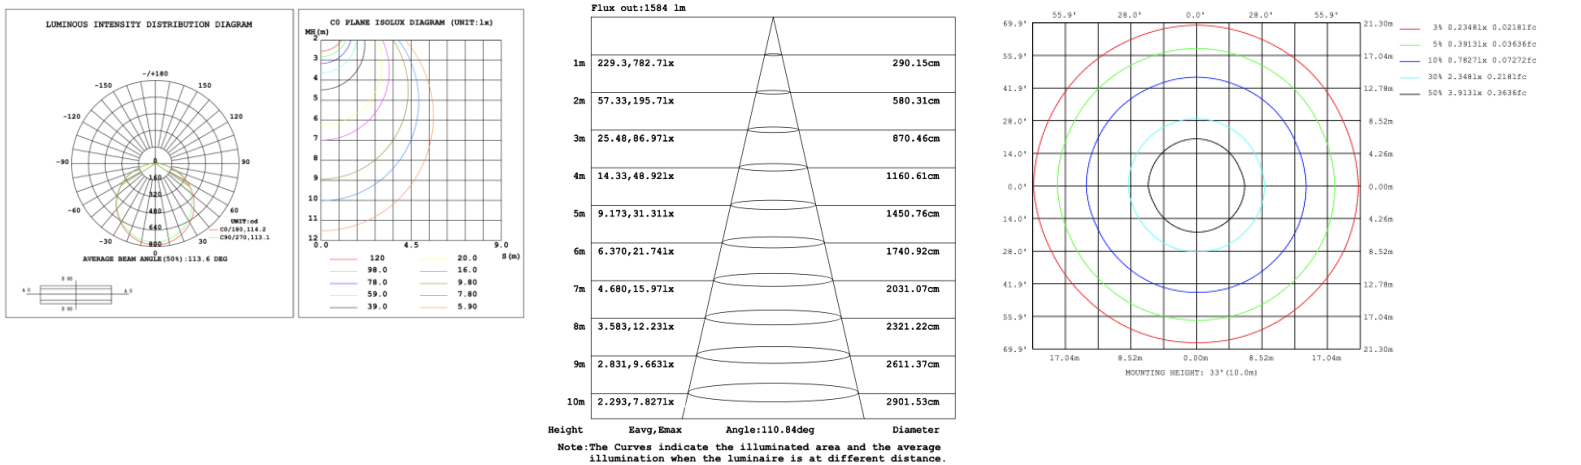 LUMINOUS INTENSITY DISTRIBUTION DIAGRAM
-/+180
-150 150
-120 120
-90 0 90
160
320
-60 480 60
640
-30 800 30
0
UNIT:cd
C0/180,114.2
C90/270,113.1
AVERAGE BEAM ANGLE(50%):113.6 DEG
C0 PLANE ISOLUX DIAGRAM (UNIT:lx)
MH(m)
2
3
4
5
6
7
8
9
10
11
12
0.0 4.5 9.0
S(m)
120 20.0
98.0 16.0
78.0 9.80
59.0 7.80
39.0 5.90
Flux out:1584 lm
1m 229.3,782.7lx 290.15cm
2m 57.33,195.7lx 580.31cm
3m 25.48,86.97lx 870.46cm
4m 14.33,48.92lx 1160.61cm
5m 9.173,31.31lx 1450.76cm
6m 6.370,21.74lx 1740.92cm
7m 4.680,15.97lx 2031.07cm
8m 3.583,12.23lx 2321.22cm
9m 2.831,9.663lx 2611.37cm
10m 2.293,7.827lx 2901.53cm
Height Eavg,Emax Angle:110.84deg Diameter
Note:The Curves indicate the illuminated area and the average
illumination when the luminaire is at different distance.
55.9° 28.0° 0.0° 28.0° 55.9°
69.9° 21.30m
55.9° 17.04m
41.9° 12.78m
28.0° 8.52m
14.0° 4.26m
0.0° 0.00m
14.0° 4.26m
28.0° 8.52m
41.9° 12.78m
55.9° 17.04m
69.9° 21.30m
17.04m 8.52m 0.00m 8.52m 17.04m
MOUNTING HEIGHT: 33'(10.0m)
3% 0.2348lx 0.02181fc
5% 0.3913lx 0.03636fc
10% 0.7827lx 0.07272fc
30% 2.348lx 0.2181fc
50% 3.913lx 0.3636fc